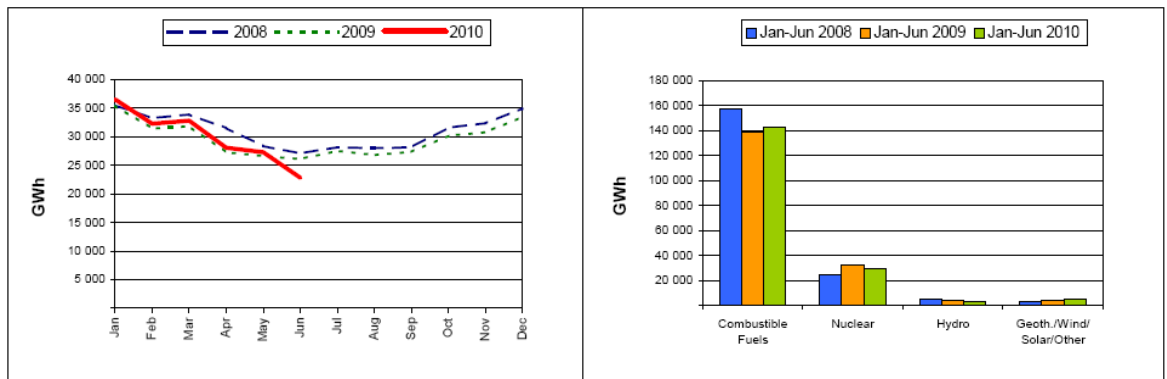 2008 2009 2010
40 000
35 000
30 000
25 000
20 000
15 000
10 000
5 000
GWh
Jan Feb Mar Apr May Jun Jul Aug Sep Oct Nov Dec
Jan-Jun 2008 Jan-Jun 2009 Jan-Jun 2010
180 000
160 000
140 000
120 000
100 000
80 000
60 000
40 000
20 000
GWh
Combustible Nuclear Hydro Geoth./Wind/
Fuels Solar/Other